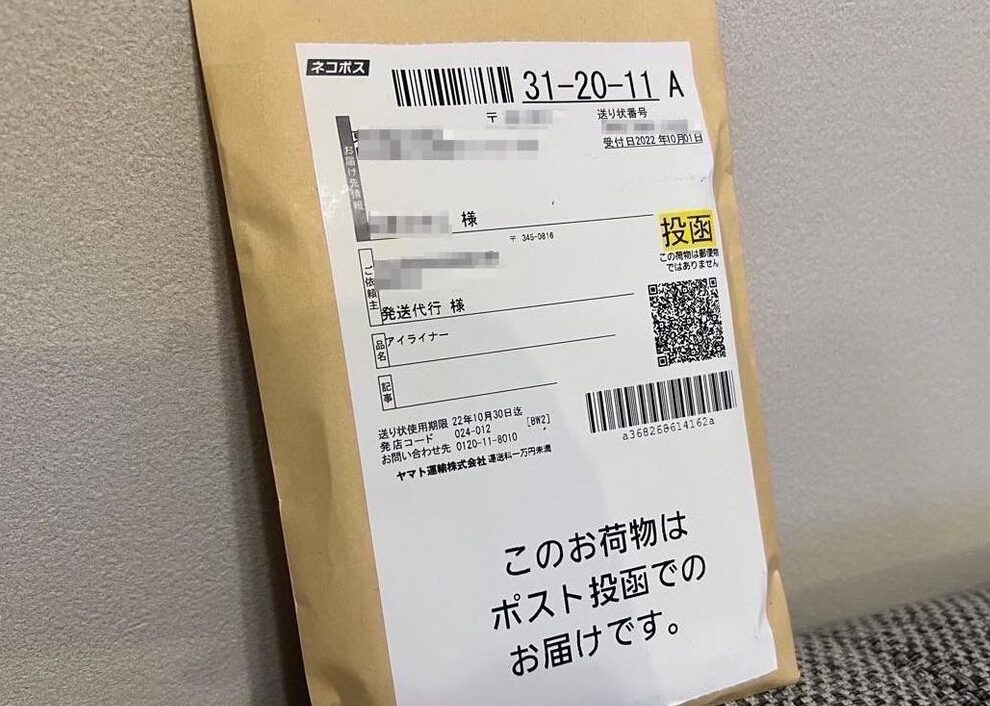 ネコポス
31-20-11 A
〒
送り状番号
受付日2022年10月01日
お届け先情報
様
〒 345-0816
投函
この荷物は郵便物
ではありません
ご依頼主
発送代行 様
品名
アイライナー
記事
送り状使用期限 22年10月30日迄
発店コード 024-012 [BW2]
お問い合わせ先 0120-11-8010
ヤマト運輸株式会社 運送料一万円未満
a368268614162a
このお荷物は
ポスト投函での
お届けです。